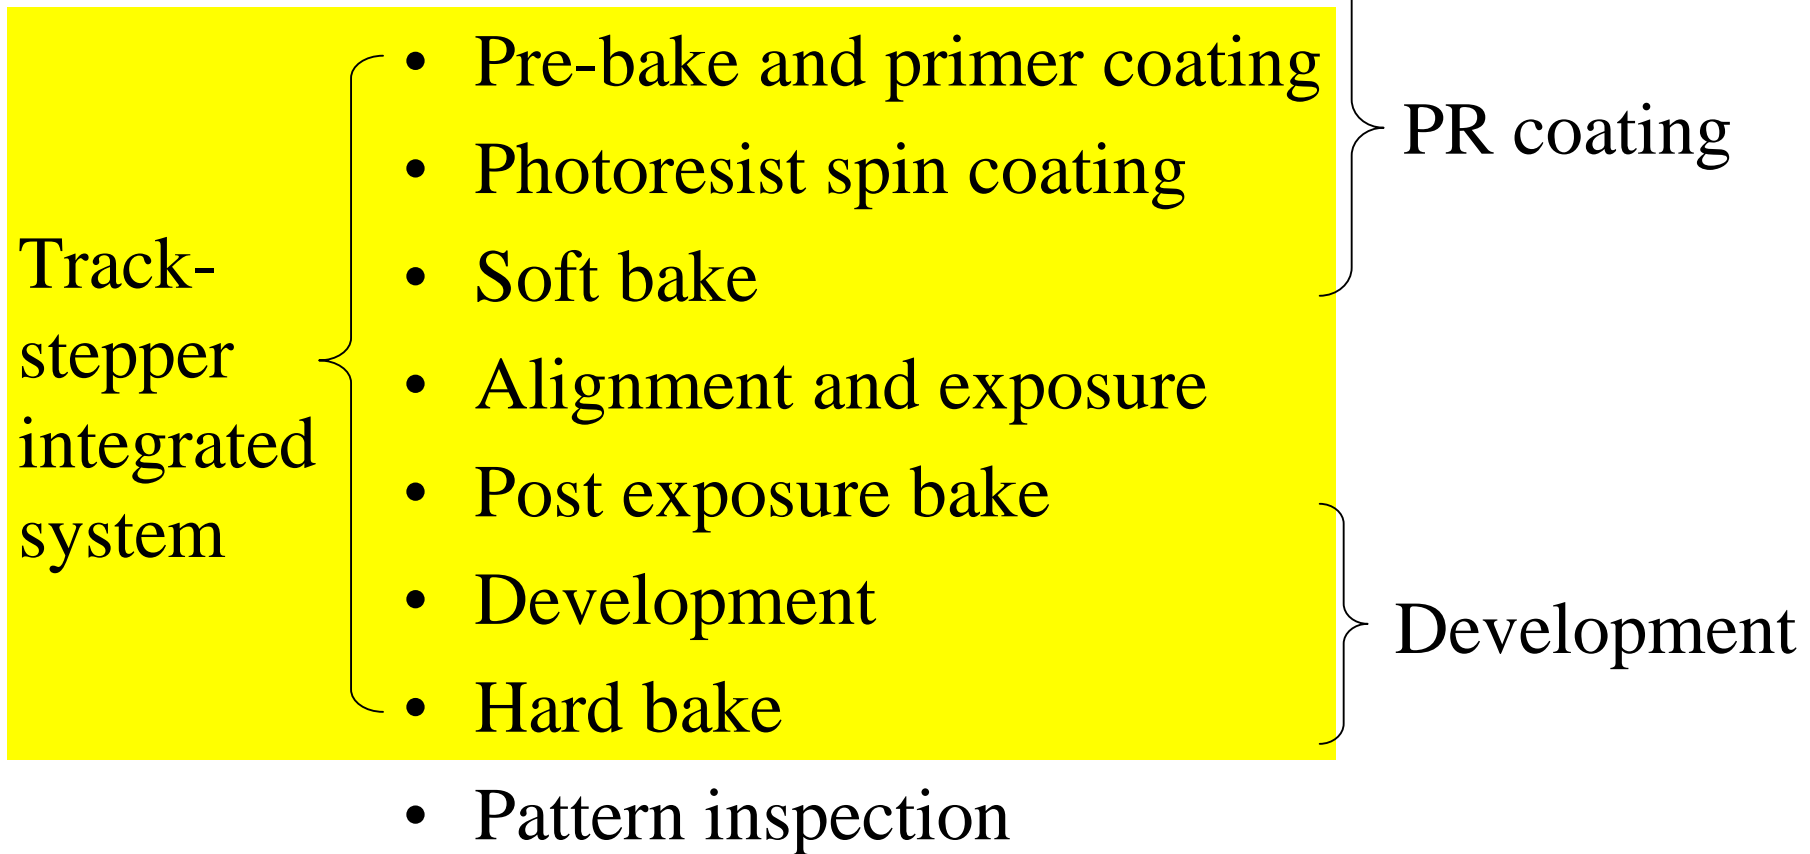 Track-
stepper
integrated
system
• Pre-bake and primer coating
• Photoresist spin coating
• Soft bake
• Alignment and exposure
• Post exposure bake
• Development
• Hard bake
• Pattern inspection
PR coating
Development